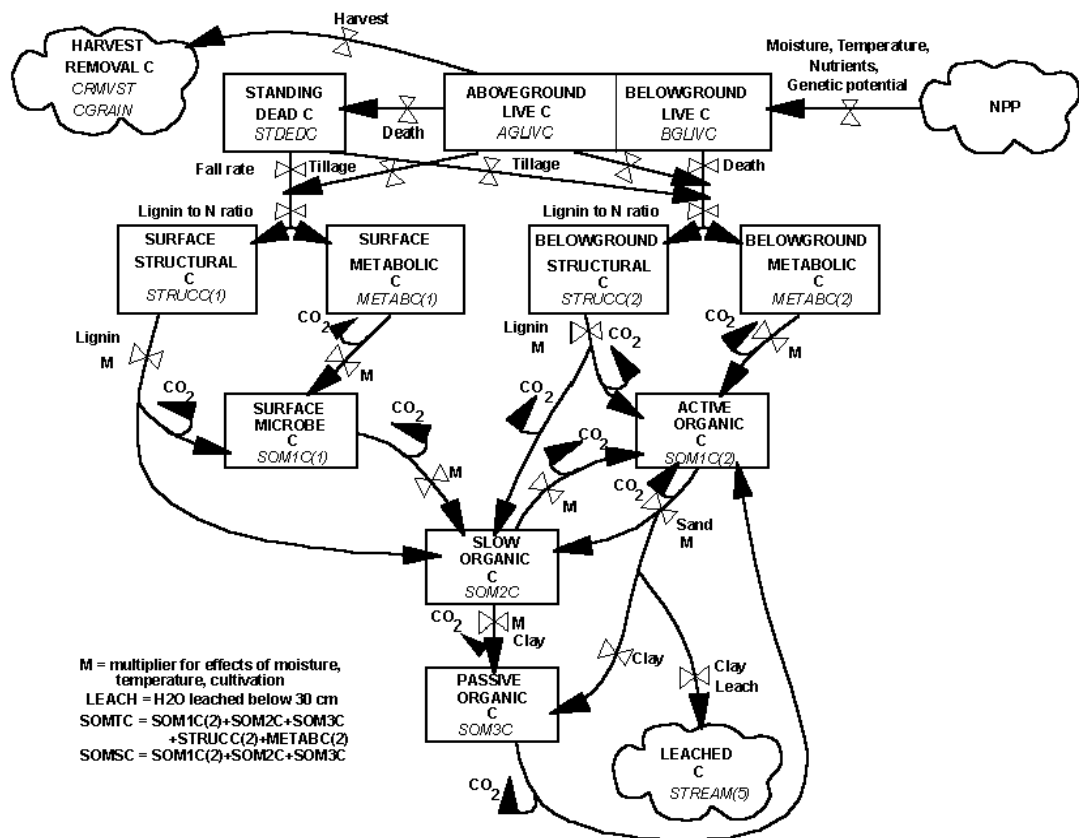 Harvest
HARVEST
REMOVAL C
CRMVST
CGRAIN
STANDING
DEAD C
STDEDC
Death
ABOVEGROUND
LIVE C
AGLIVC
BELOWGROUND
LIVE C
BGLIVC
Moisture, Temperature,
Nutrients,
Genetic potential
NPP
Fall rate
Tillage
Tillage
Death
Lignin to N ratio
Lignin to N ratio
SURFACE
STRUCTURAL
C
STRUCC(1)
SURFACE
METABOLIC
C
METABC(1)
BELOWGROUND
STRUCTURAL
C
STRUCC(2)
BELOWGROUND
METABOLIC
C
METABC(2)
Lignin
M
CO2
M
Lignin
M
CO2
CO2
M
CO2
SURFACE
MICROBE
C
SOM1C(1)
CO2
CO2
ACTIVE
ORGANIC
C
SOM1C(2)
M
CO2
M
CO2
Sand
M
SLOW
ORGANIC
C
SOM2C
CO2
M
Clay
Clay
Clay
Leach
PASSIVE
ORGANIC
C
SOM3C
CO2
LEACHED
C
STREAM(5)
M = multiplier for effects of moisture,
temperature, cultivation
LEACH = H2O leached below 30 cm
SOMTC = SOM1C(2)+SOM2C+SOM3C
+STRUCC(2)+METABC(2)
SOMSC = SOM1C(2)+SOM2C+SOM3C